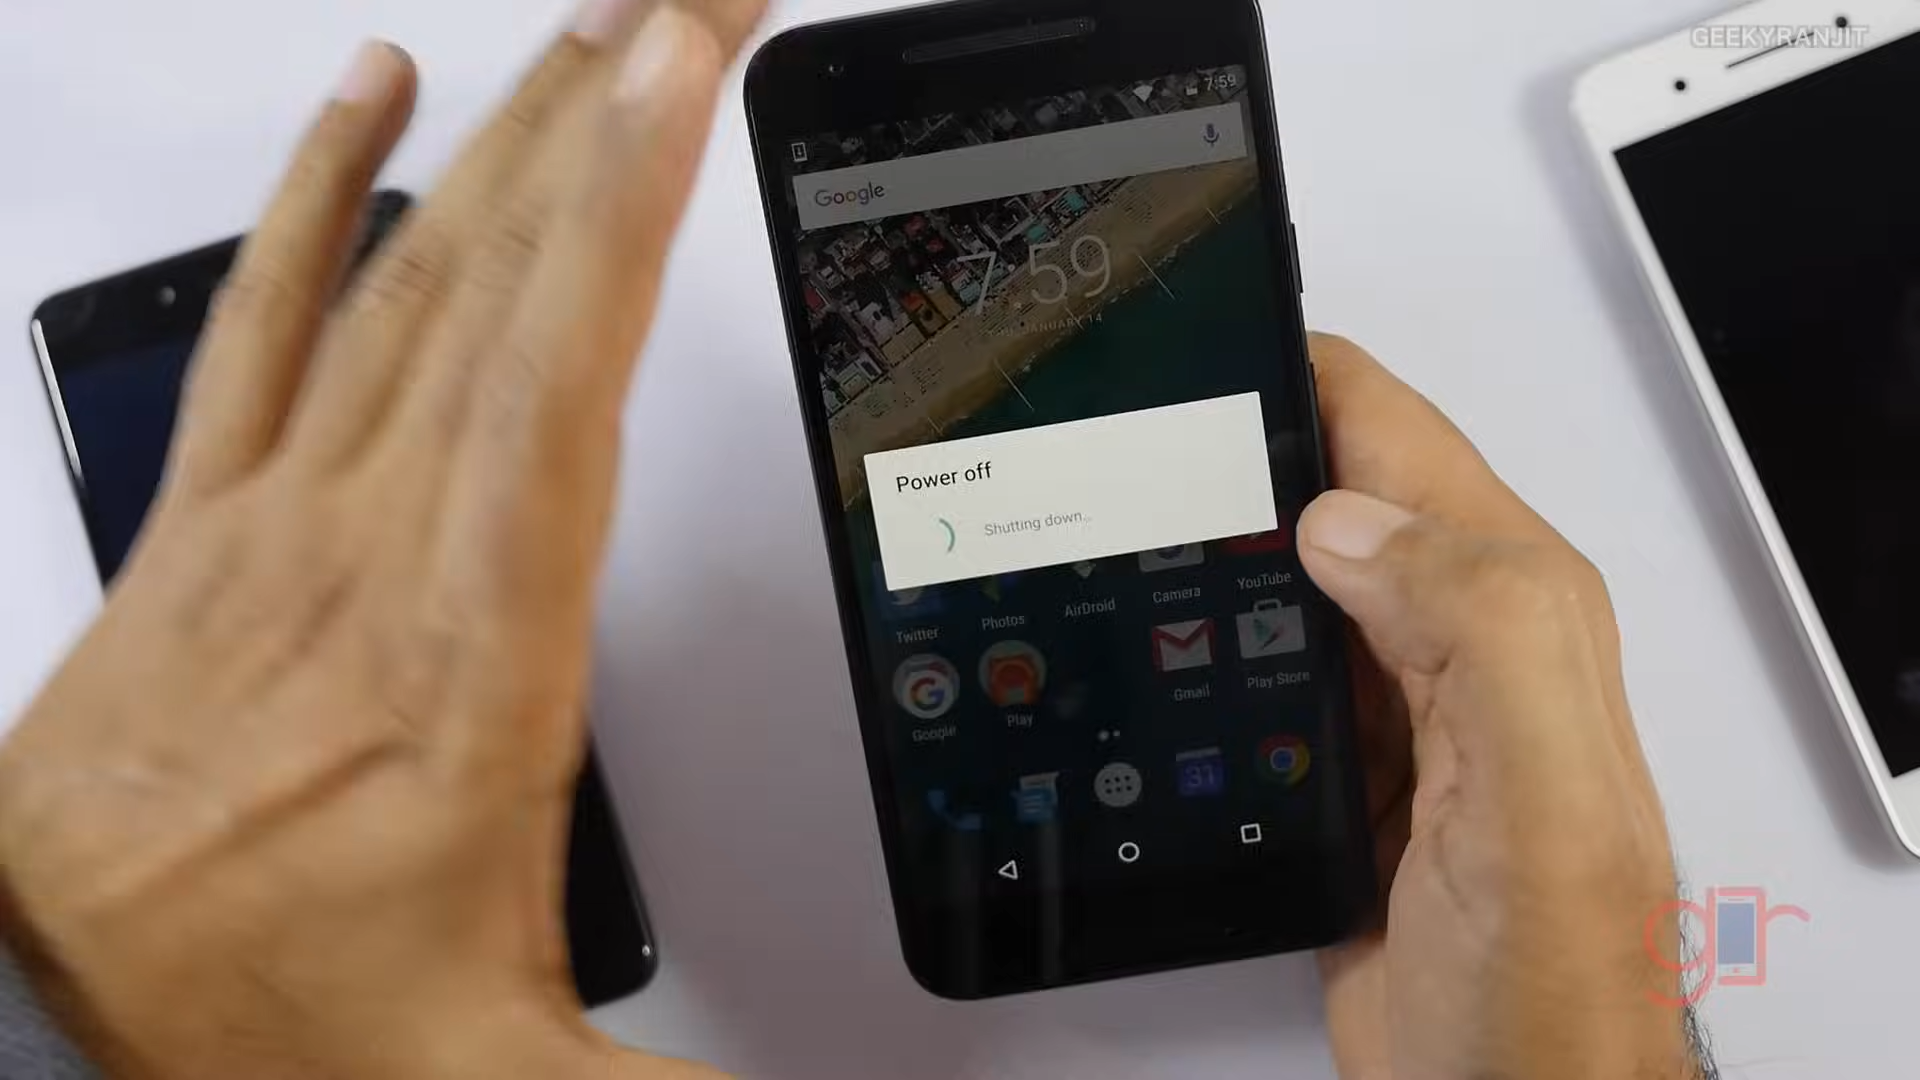 GEEKYRANJIT
7:59
Google
7:59
JANUARY 14
Power off
Shutting down...
Twitter
Photos
AirDroid
Camera
YouTube
Google
Play
Gmail
Play Store
31
gr